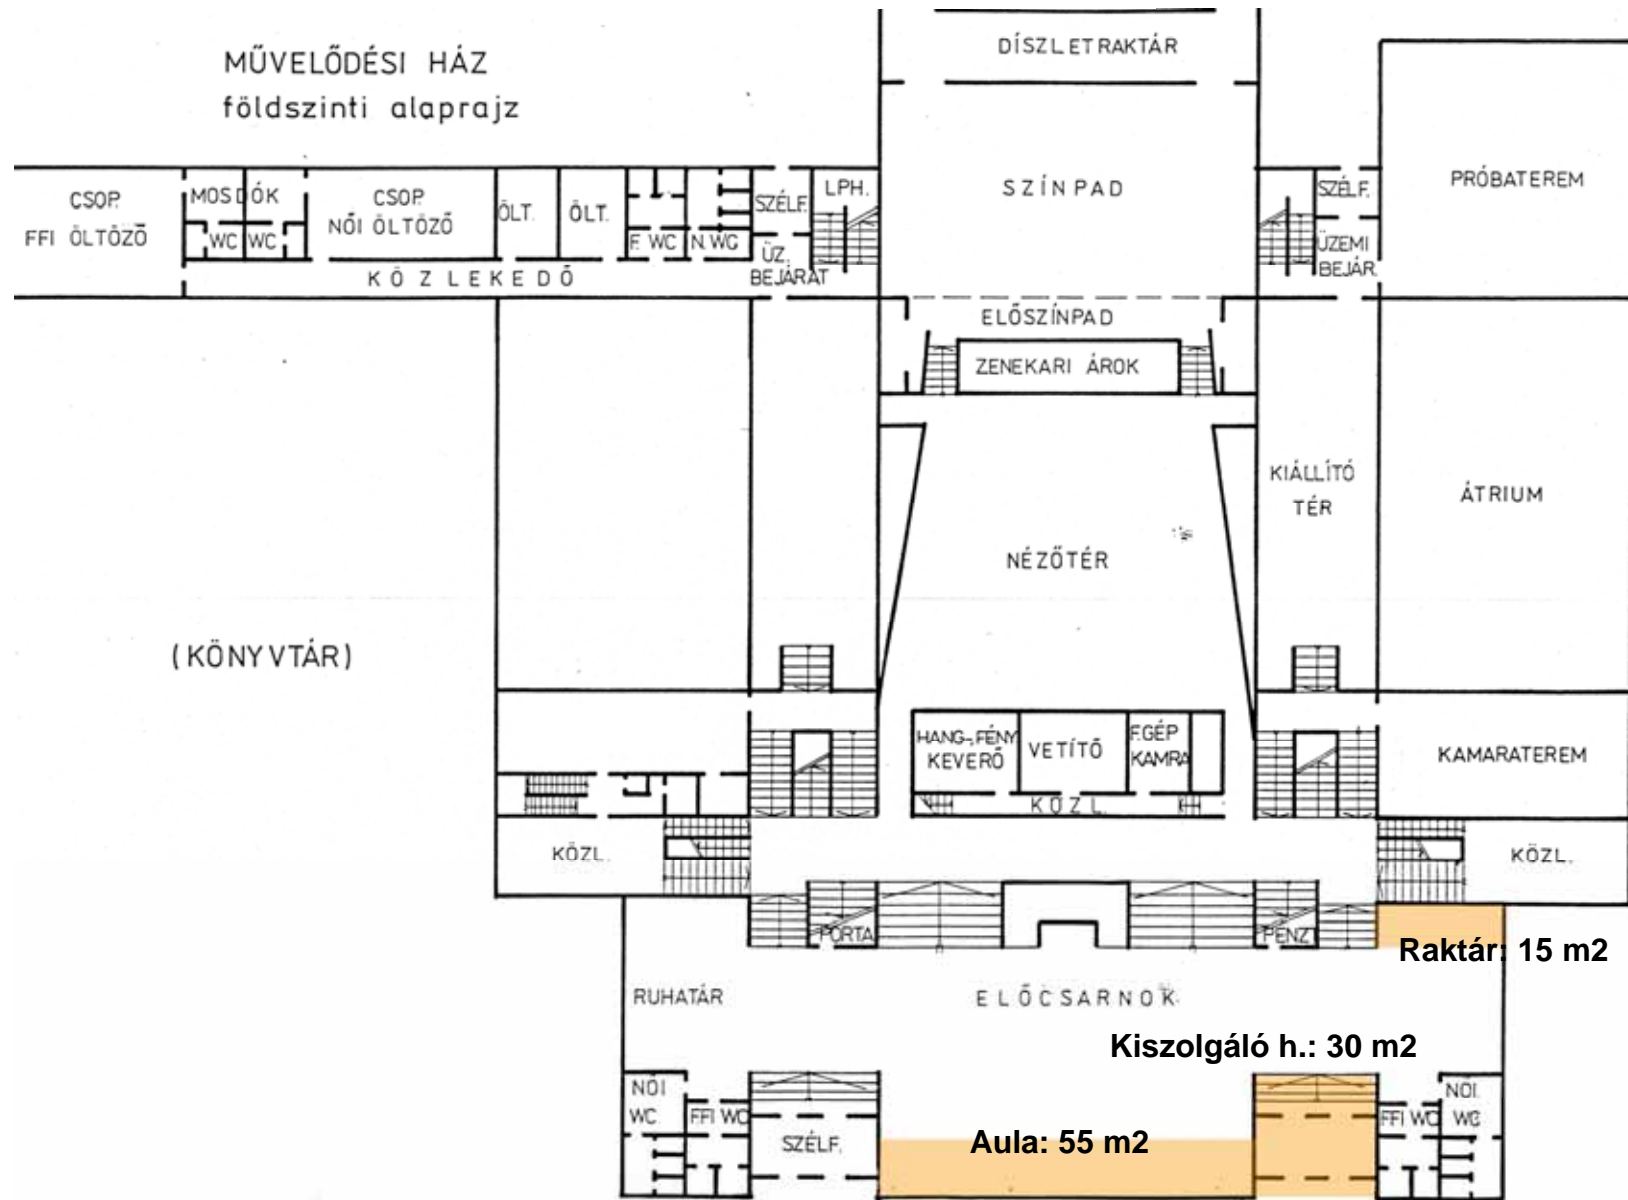 MŰVELŐDÉSI HÁZ
földszinti alaprajz
DÍSZLETRAKTÁR
CSOP.
FFI ÖLTÖZŐ
MOSDÓK
WC
WC
CSOP.
NŐI ÖLTÖZŐ
ÖLT.
ÖLT.
F. WC
N. WC
SZÉLF.
LPH.
SZÍNPAD
SZÉLF.
PRÓBATEREM
ÜZ.
BEJÁRAT
ÜZEMI
BEJÁR.
KÖZLEKEDŐ
ELŐSZÍNPAD
ZENEKARI ÁROK
KIÁLLÍTÓ
TÉR
ÁTRIUM
NÉZŐTÉR
(KÖNYVTÁR)
HANG-, FÉNY
KEVERŐ
VETÍTŐ
F.GÉP
KAMRA
KAMARATEREM
KÖZL.
KÖZL.
KÖZL.
PORTA
PÉNZT
Raktár: 15 m2
RUHATÁR
ELŐCSARNOK
Kiszolgáló h.: 30 m2
NŐI
WC
FFI WC
SZÉLF.
Aula: 55 m2
FFI WC
NŐI
WC